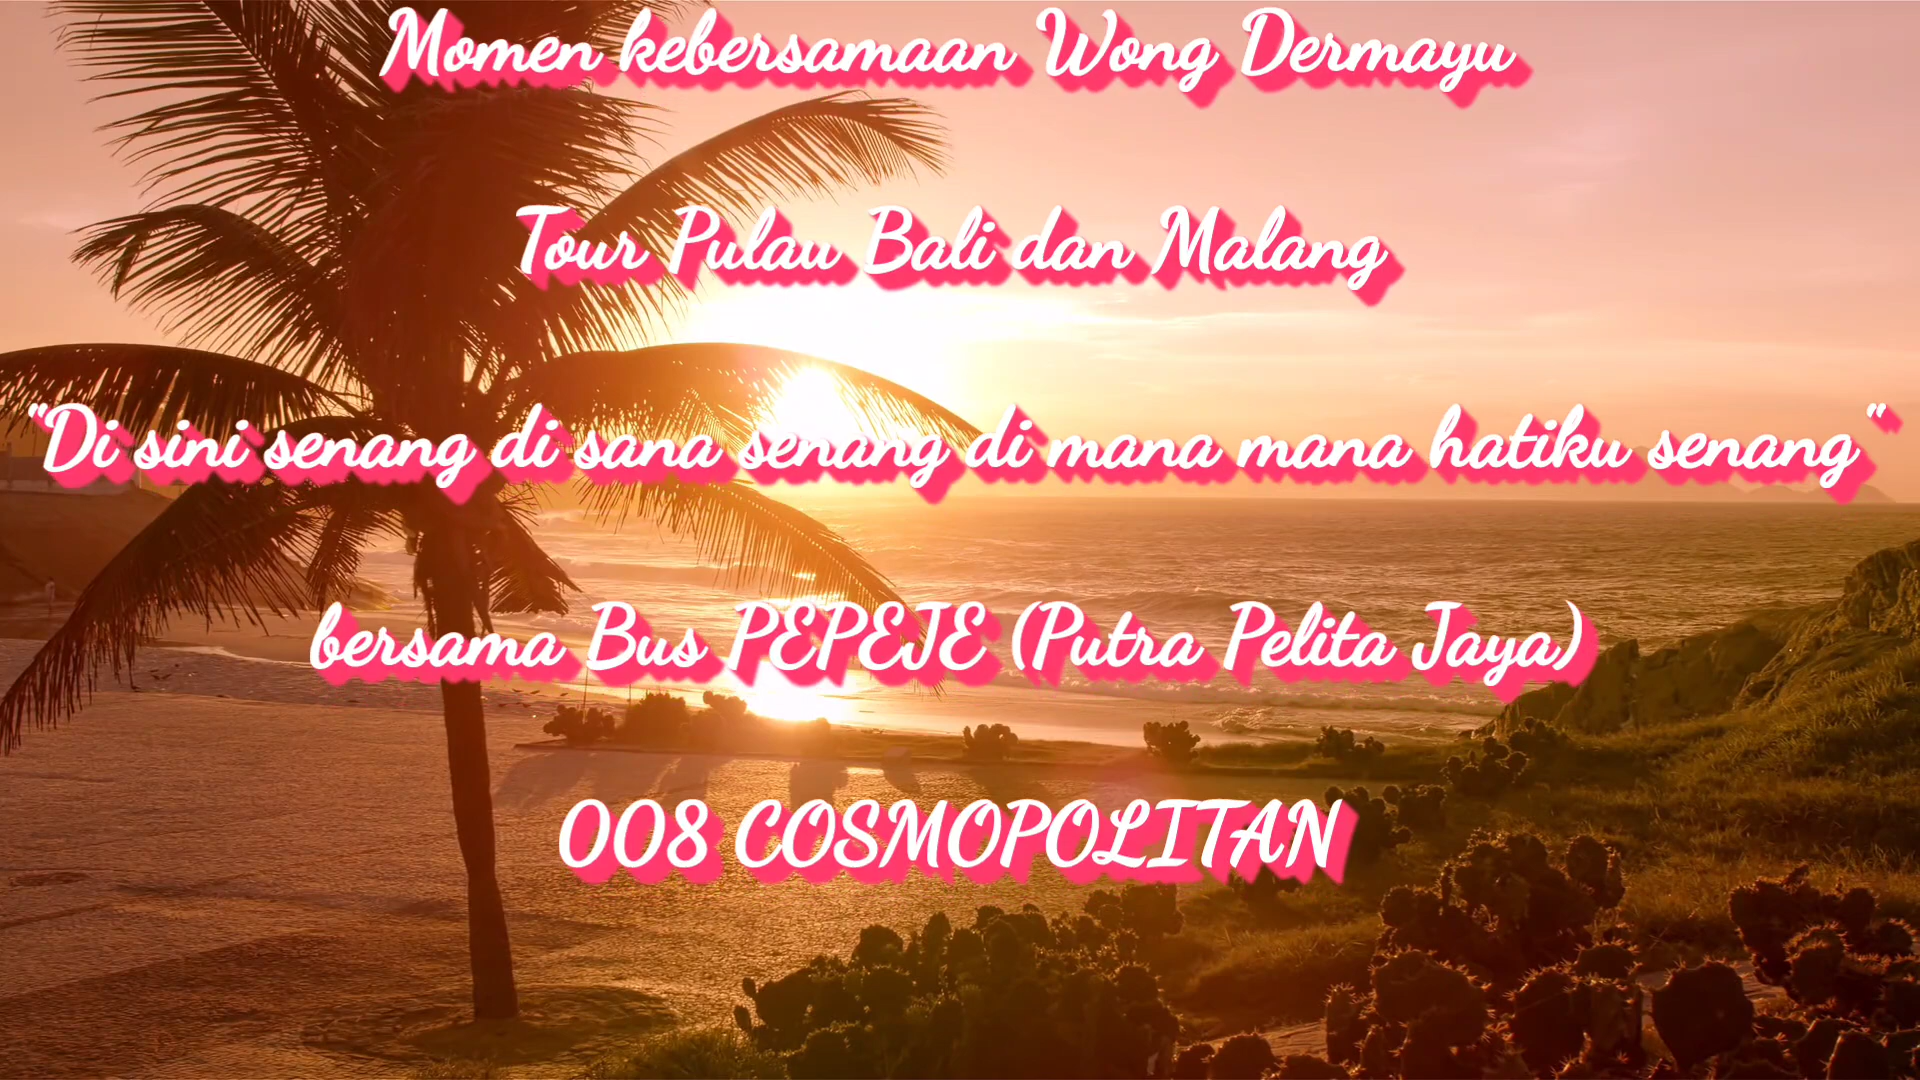 Momen kebersamaan Wong Dermayu
Tour Pulau Bali dan Malang
"Di sini senang di sana senang di mana mana hatiku senang"
bersama Bus PEPEJE (Putra Pelita Jaya)
008 COSMOPOLITAN